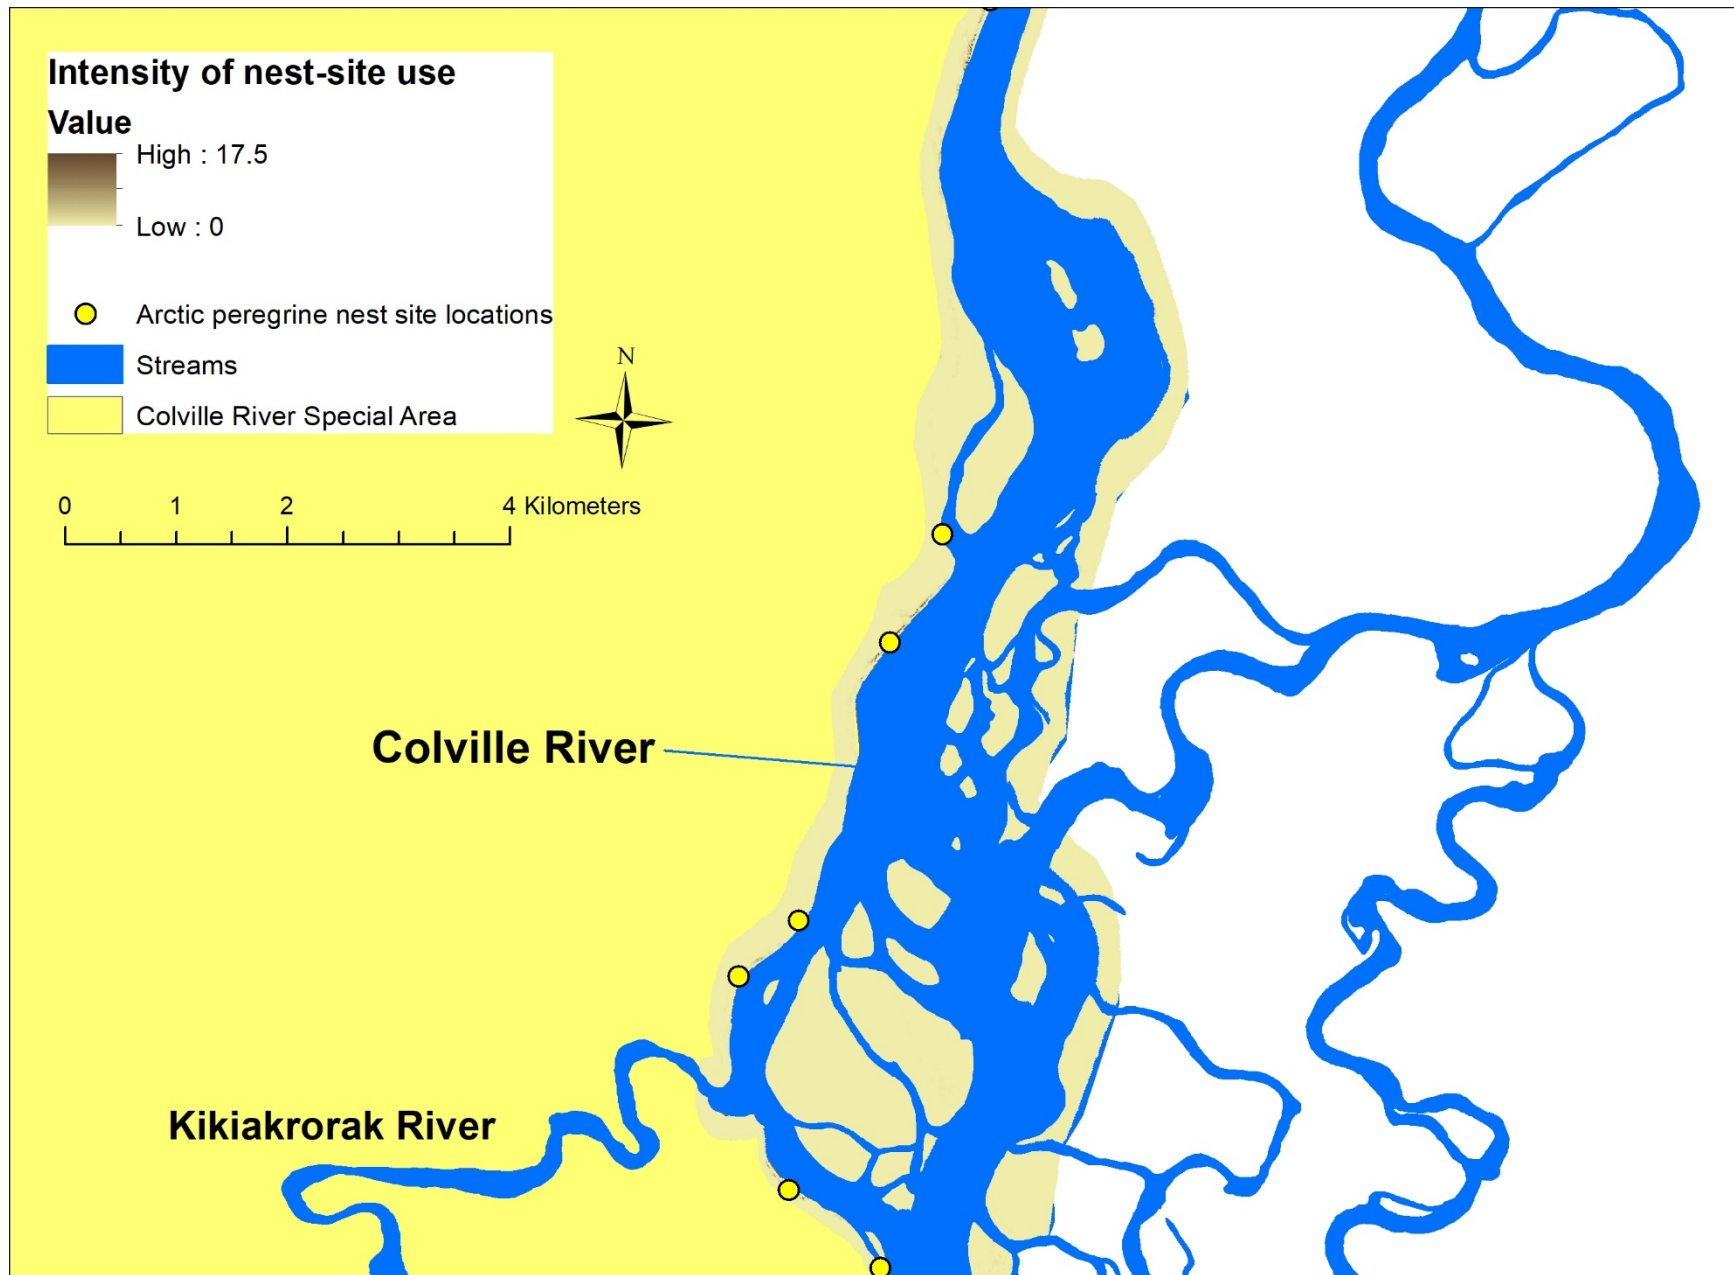 Intensity of nest-site use
Value
High : 17.5
Low : 0
Arctic peregrine nest site locations
Streams
Colville River Special Area
N
0 1 2 4 Kilometers
Colville River
Kikiakrorak River